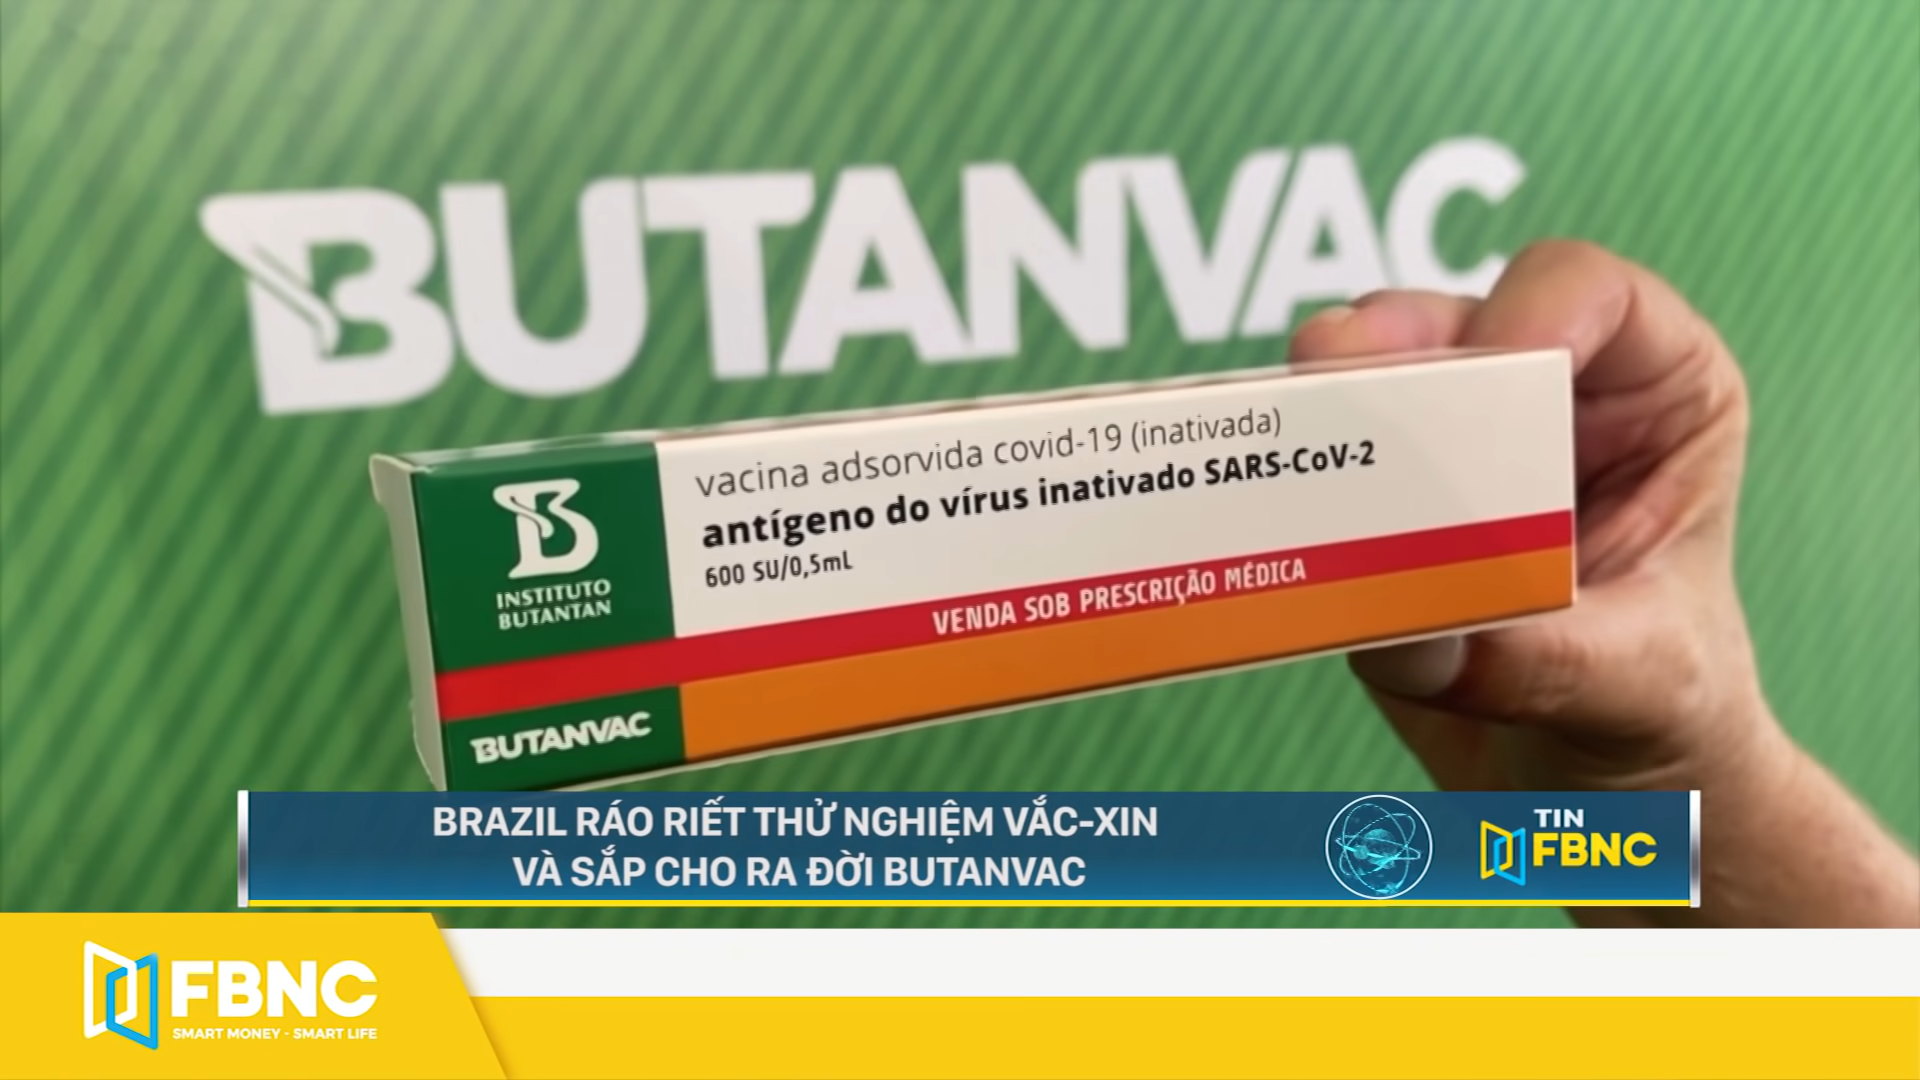 BUTANVAC
vacina adsorvida covid-19 (inativada)
antígeno do vírus inativado SARS-CoV-2
600 SU/0,5mL
INSTITUTO
BUTANTAN
VENDA SOB PRESCRIÇÃO MÉDICA
BUTANVAC
BRAZIL RÁO RIẾT THỬ NGHIỆM VẮC-XIN
VÀ SẮP CHO RA ĐỜI BUTANVAC
TIN
FBNC
FBNC
SMART MONEY - SMART LIFE